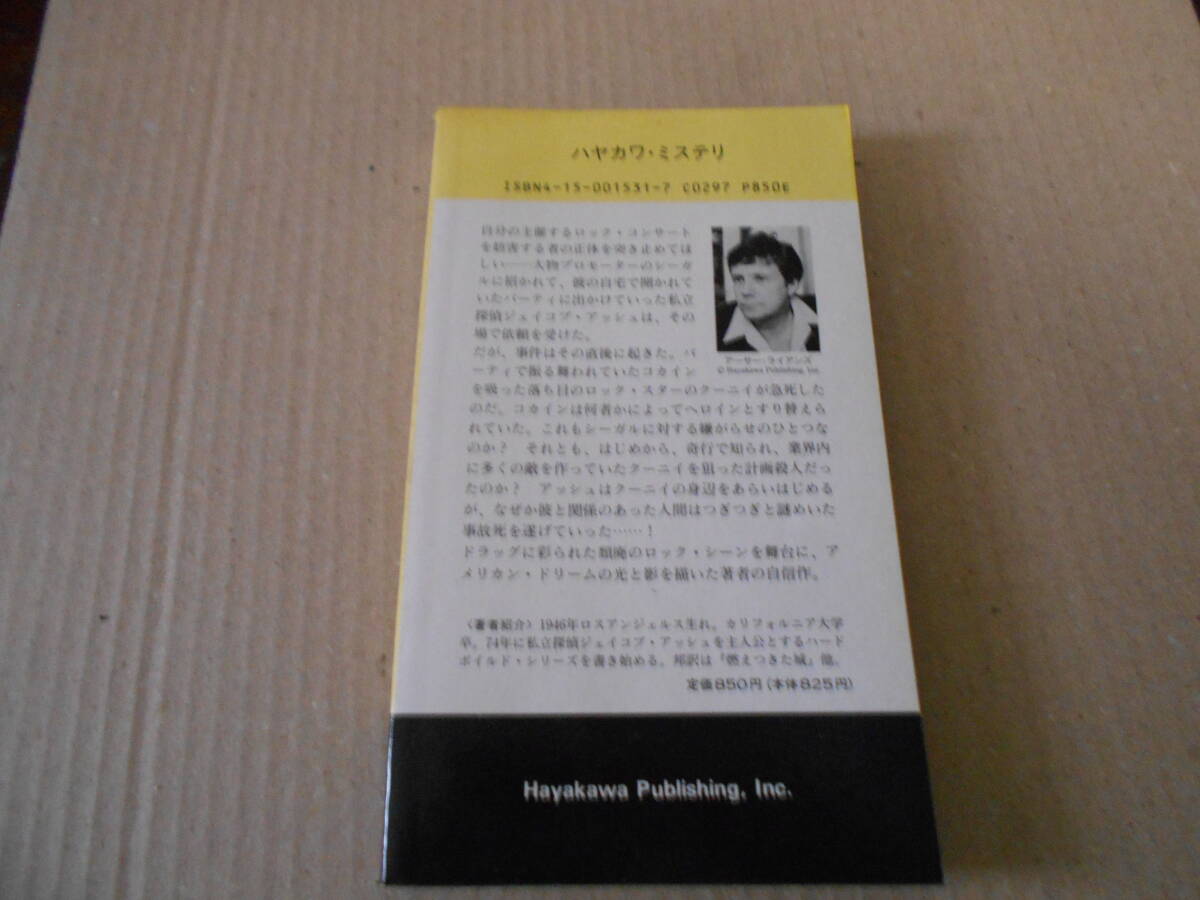 ハヤカワ・ミステリ
ISBN4-15-001531-7 C0297 P850E
自分の主催するロック・コンサート
を妨害する者の正体を突き止めてほ
しい――大物プロモーターのシーガ
ルに招かれて、彼の自宅で開かれて
いたパーティに出かけていった私立
探偵ジェイコブ・アッシュは、その
場で依頼を受けた。
だが、事件はその直後に起きた。パ
ーティで振る舞われていたコカイン
を吸った落ち目のロック・スターのクーニイが急死した
のだ。コカインは何者かによってヘロインとすり替えら
れていた。これもシーガルに対する嫌がらせのひとつな
のか？　それとも、はじめから、奇行で知られ、業界内
に多くの敵を作っていたクーニイを狙った計画殺人だっ
たのか？　アッシュはクーニイの身辺をあらいはじめる
が、なぜか彼と関係のあった人間はつぎつぎと謎めいた
事故死を遂げていった……！
ドラッグに彩られた頽廃のロック・シーンを舞台に、ア
メリカン・ドリームの光と影を描いた著者の自信作。
アーサー・ライアンズ
© Hayakawa Publishing, Inc.
〈著者紹介〉1946年ロスアンジェルス生れ。カリフォルニア大学
卒。74年に私立探偵ジェイコブ・アッシュを主人公とするハード
ボイルド・シリーズを書き始める。邦訳は『燃えつきた城』他。
定価850円（本体825円）
Hayakawa Publishing, Inc.